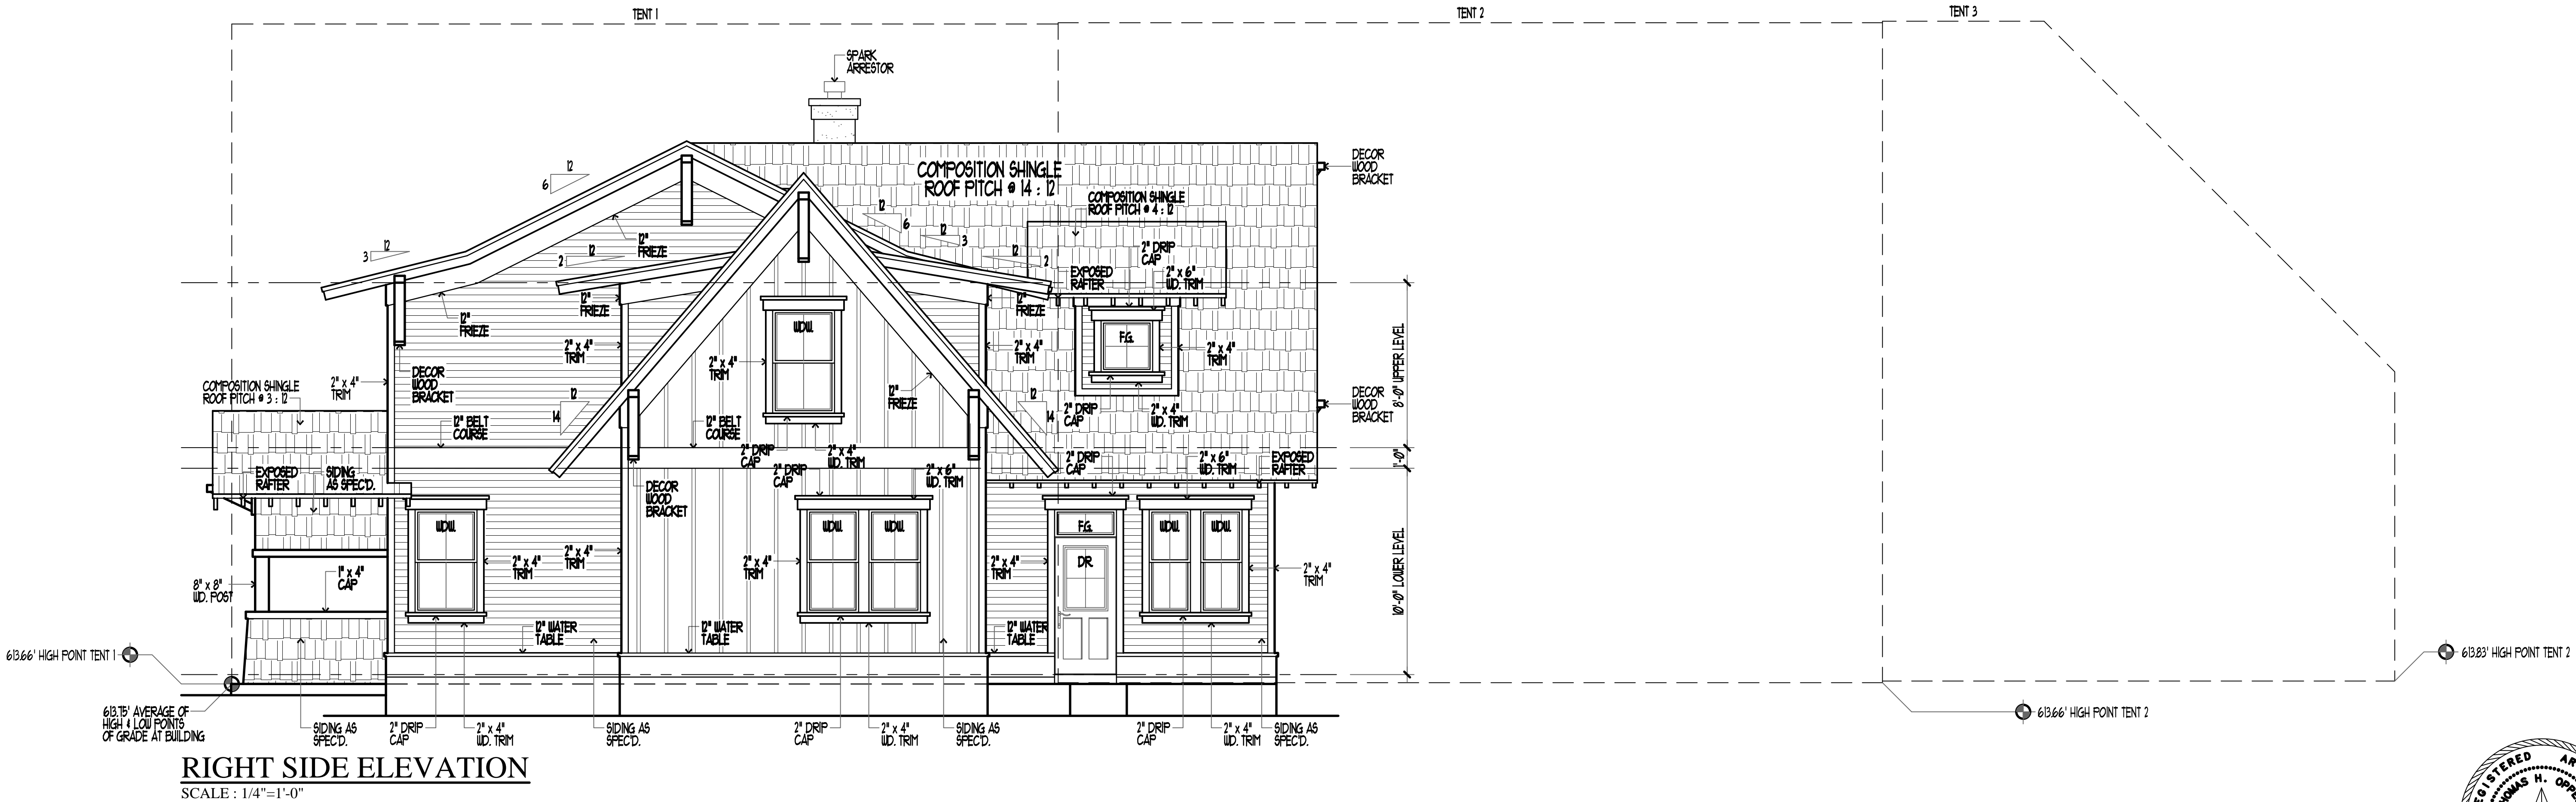 TENT 1
TENT 2
TENT 3
SPARK
ARRESTOR
COMPOSITION SHINGLE
ROOF PITCH @ 14 : 12
DECOR
WOOD
BRACKET
12
6
COMPOSITION SHINGLE
ROOF PITCH @ 4 : 12
12
6
12
3
12
3
12"
FRIEZE
12
2
12
2
2" DRIP
CAP
EXPOSED
RAFTER
2" x 6"
WD. TRIM
12"
FRIEZE
12"
FRIEZE
12"
FRIEZE
WDW.
F.G.
2" x 4"
TRIM
2" x 4"
TRIM
2" x 4"
TRIM
2" x 4"
TRIM
8'-0" UPPER LEVEL
COMPOSITION SHINGLE
ROOF PITCH @ 3 : 12
2" x 4"
TRIM
DECOR
WOOD
BRACKET
12
14
12"
FRIEZE
12
14
2" DRIP
CAP
2" x 4"
WD. TRIM
DECOR
WOOD
BRACKET
12" BELT
COURSE
12" BELT
COURSE
2" DRIP
CAP
2" x 4"
WD. TRIM
1'-0"
EXPOSED
RAFTER
SIDING
AS SPEC'D.
2" DRIP
CAP
2" x 6"
WD. TRIM
2" DRIP
CAP
2" x 6"
WD. TRIM
EXPOSED
RAFTER
DECOR
WOOD
BRACKET
WDW.
WDW.
WDW.
F.G.
WDW.
WDW.
DR.
2" x 4"
TRIM
2" x 4"
TRIM
2" x 4"
TRIM
2" x 4"
TRIM
2" x 4"
TRIM
10'-0" LOWER LEVEL
8" x 8"
WD. POST
1" x 4"
CAP
12" WATER
TABLE
12" WATER
TABLE
12" WATER
TABLE
613.66' HIGH POINT TENT 1
613.83' HIGH POINT TENT 2
613.66' HIGH POINT TENT 2
613.75' AVERAGE OF
HIGH & LOW POINTS
OF GRADE AT BUILDING
SIDING AS
SPEC'D.
2" DRIP
CAP
2" x 4"
WD. TRIM
SIDING AS
SPEC'D.
2" DRIP
CAP
2" x 4"
WD. TRIM
SIDING AS
SPEC'D.
2" DRIP
CAP
2" x 4"
WD. TRIM
SIDING AS
SPEC'D.
RIGHT SIDE ELEVATION
SCALE : 1/4"=1'-0"